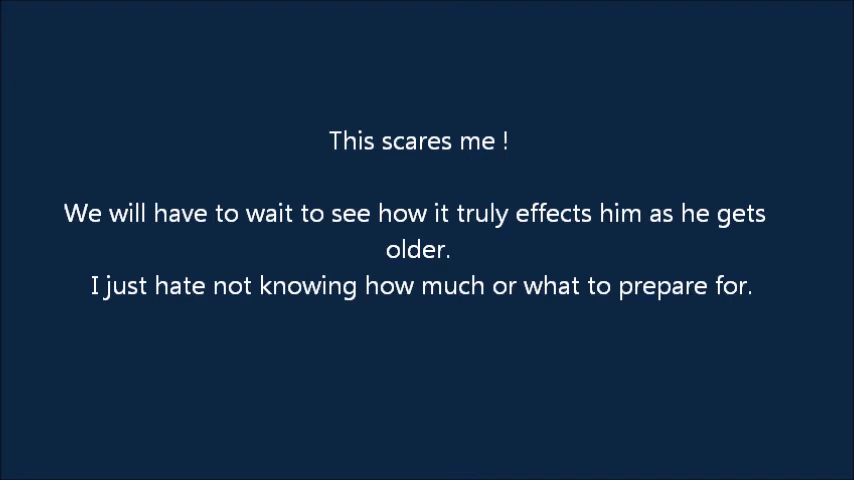 This scares me !
We will have to wait to see how it truly effects him as he gets
older.
I just hate not knowing how much or what to prepare for.